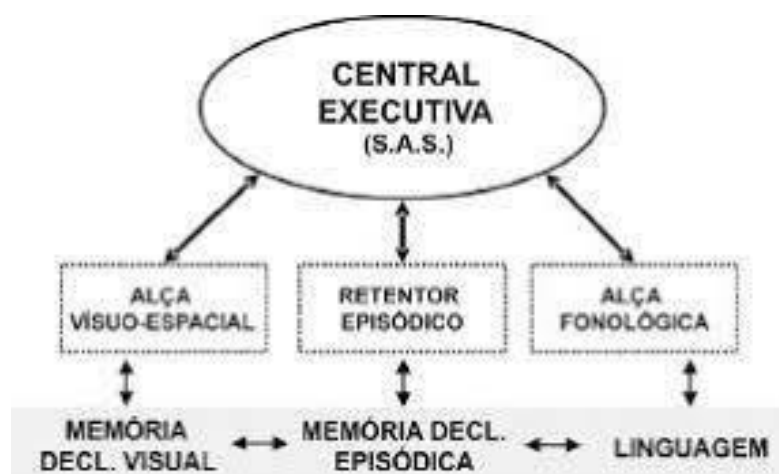 CENTRAL
EXECUTIVA
(S.A.S.)
ALÇA
VÍSUO-ESPACIAL
RETENTOR
EPISÓDICO
ALÇA
FONOLÓGICA
MEMÓRIA
DECL. VISUAL
MEMÓRIA DECL.
EPISÓDICA
LINGUAGEM